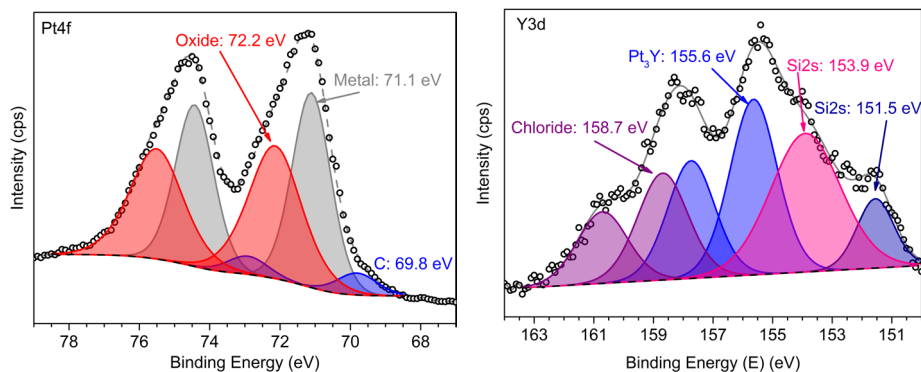 Pt4f
Oxide: 72.2 eV
Metal: 71.1 eV
C: 69.8 eV
Intensity (cps)
78 76 74 72 70 68
Binding Energy (eV)
Y3d
Pt₃Y: 155.6 eV
Si2s: 153.9 eV
Si2s: 151.5 eV
Chloride: 158.7 eV
Intensity (cps)
163 161 159 157 155 153 151
Binding Energy (E) (eV)